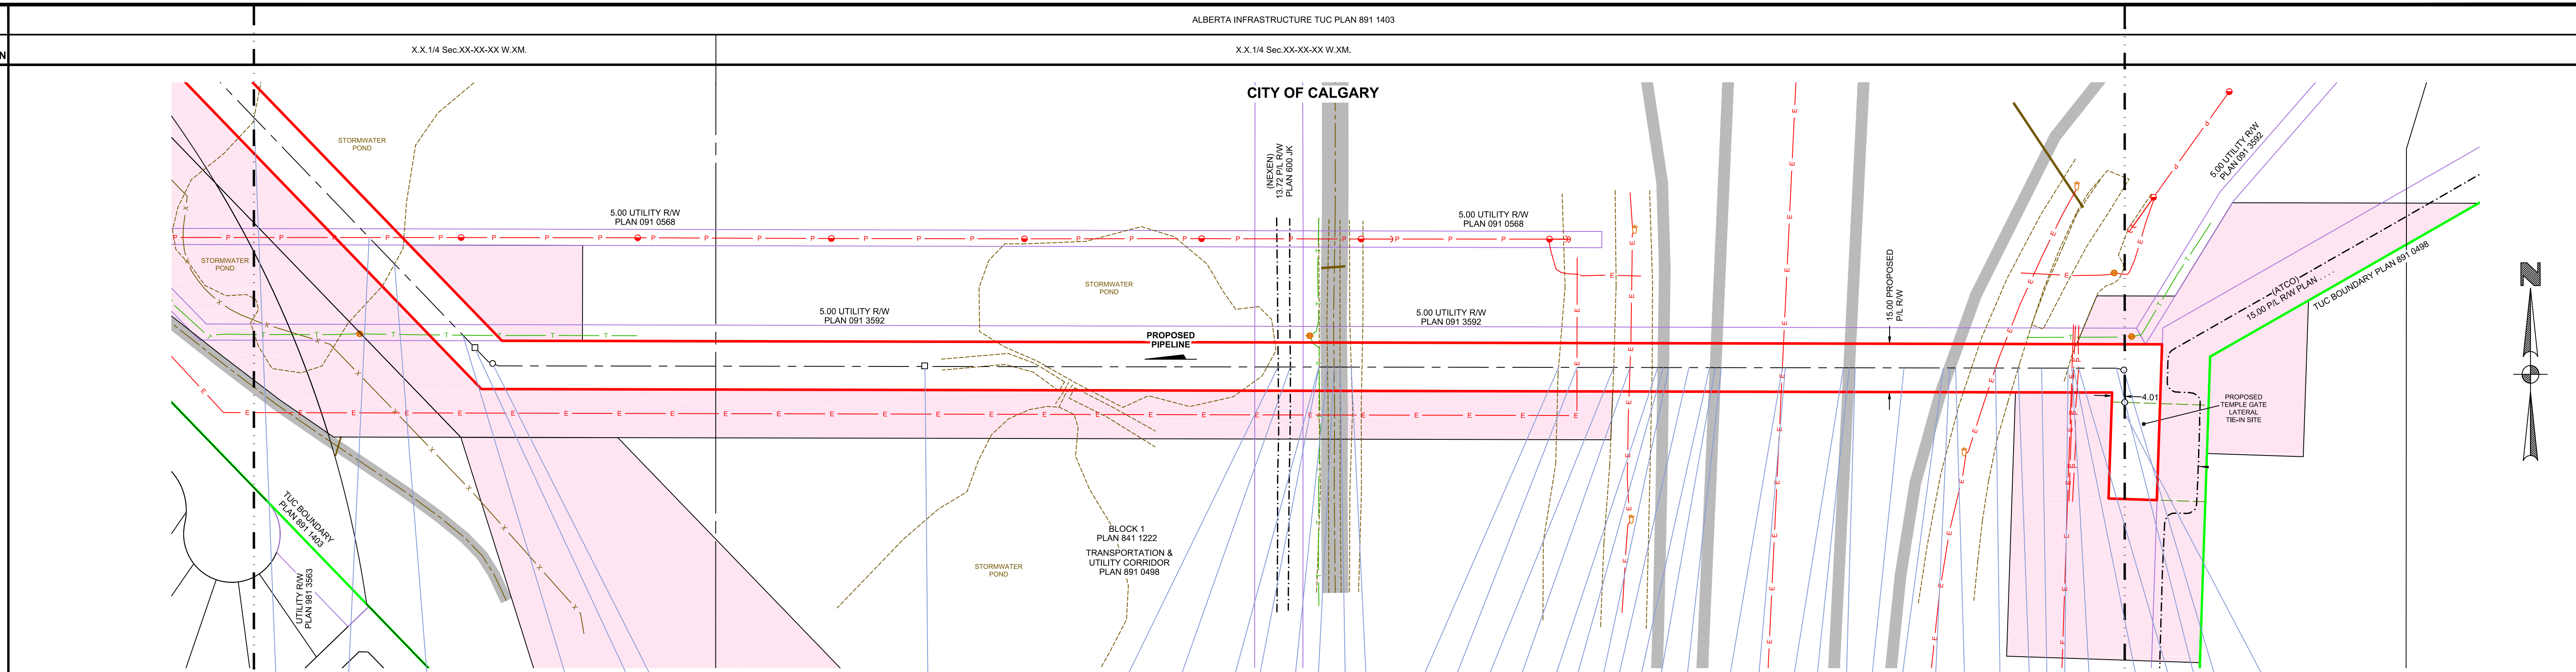 ALBERTA INFRASTRUCTURE TUC PLAN 891 1403
X.X.1/4 Sec.XX-XX-XX W.XM.
X.X.1/4 Sec.XX-XX-XX W.XM.
N
CITY OF CALGARY
STORMWATER
POND
STORMWATER
POND
5.00 UTILITY R/W
PLAN 091 0568
(NEXEN)
13.72 P/L R/W
PLAN 600 JK
5.00 UTILITY R/W
PLAN 091 0568
5.00 UTILITY R/W
PLAN 091 3592
STORMWATER
POND
5.00 UTILITY R/W
PLAN 091 3592
PROPOSED
PIPELINE
5.00 UTILITY R/W
PLAN 091 3592
15.00 PROPOSED
P/L R/W
(ATCO)
15.00 P/L R/W PLAN . . . .
TUC BOUNDARY PLAN 891 0498
N
4.01
PROPOSED
TEMPLE GATE
LATERAL
TIE-IN SITE
TUC BOUNDARY
PLAN 891 1403
UTILITY R/W
PLAN 981 3563
STORMWATER
POND
BLOCK 1
PLAN 841 1222
TRANSPORTATION &
UTILITY CORRIDOR
PLAN 891 0498